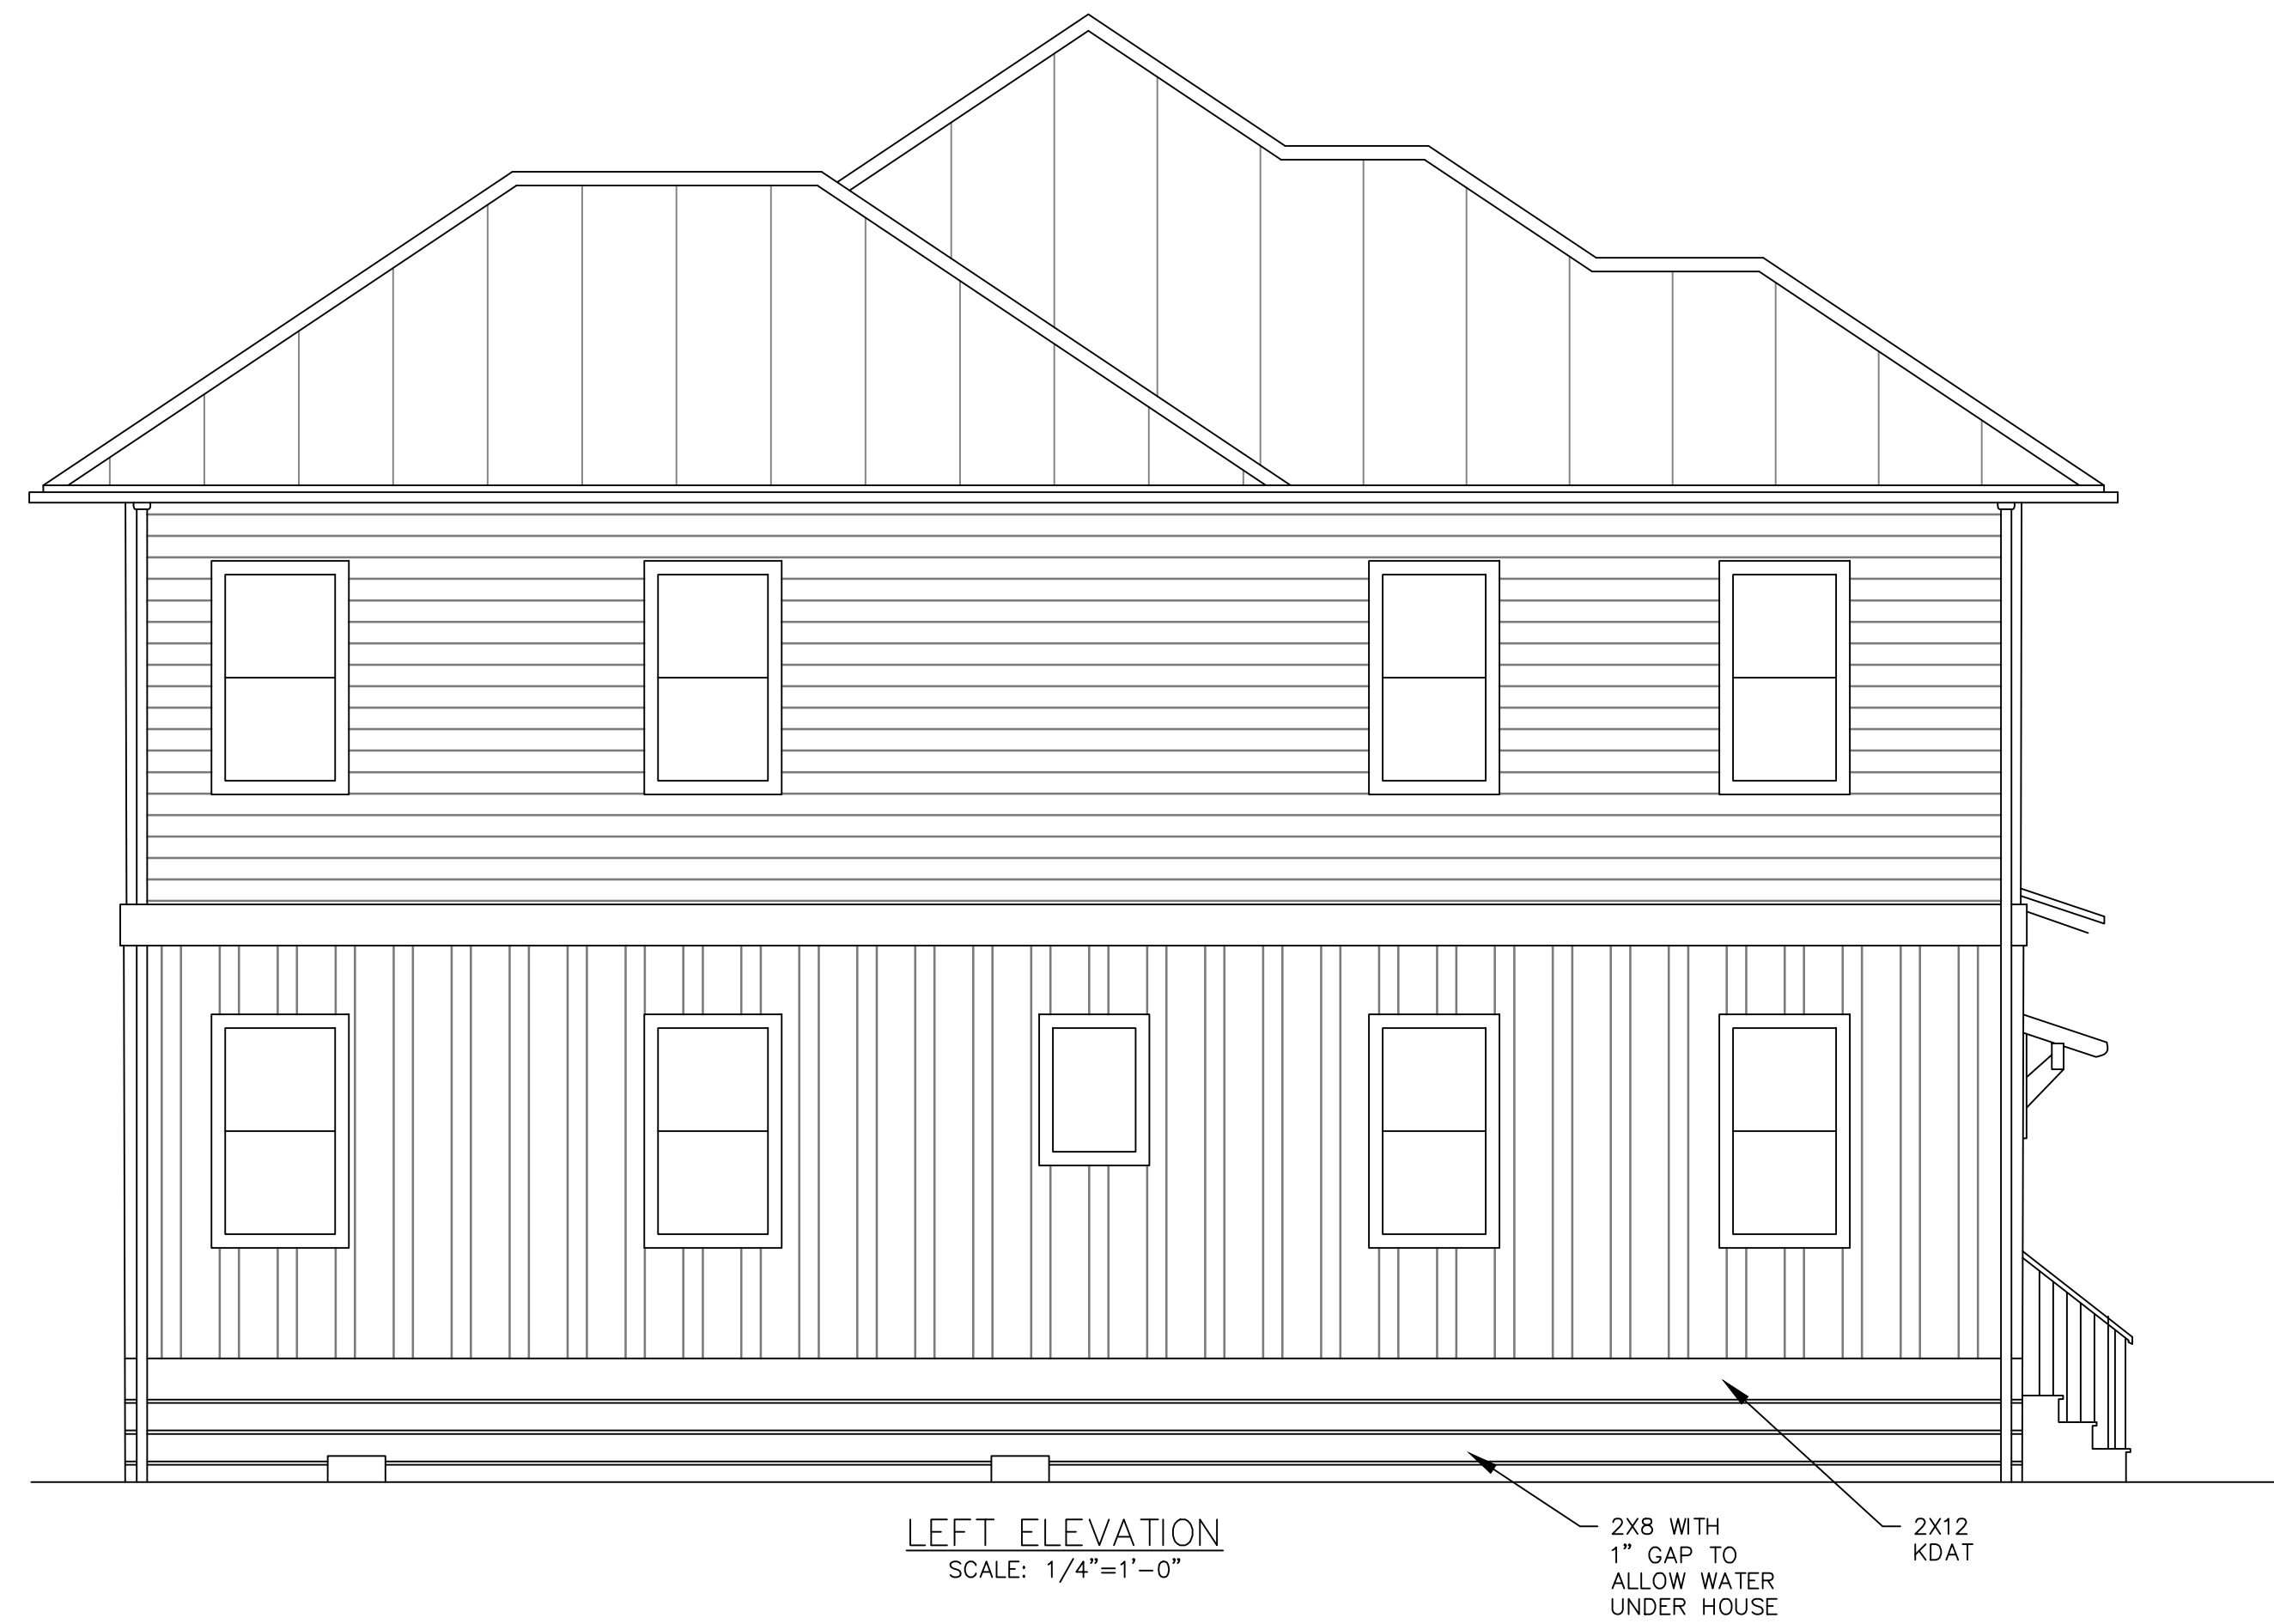 LEFT ELEVATION
SCALE: 1/4"=1'-0"
2X8 WITH
1" GAP TO
ALLOW WATER
UNDER HOUSE
2X12
KDAT